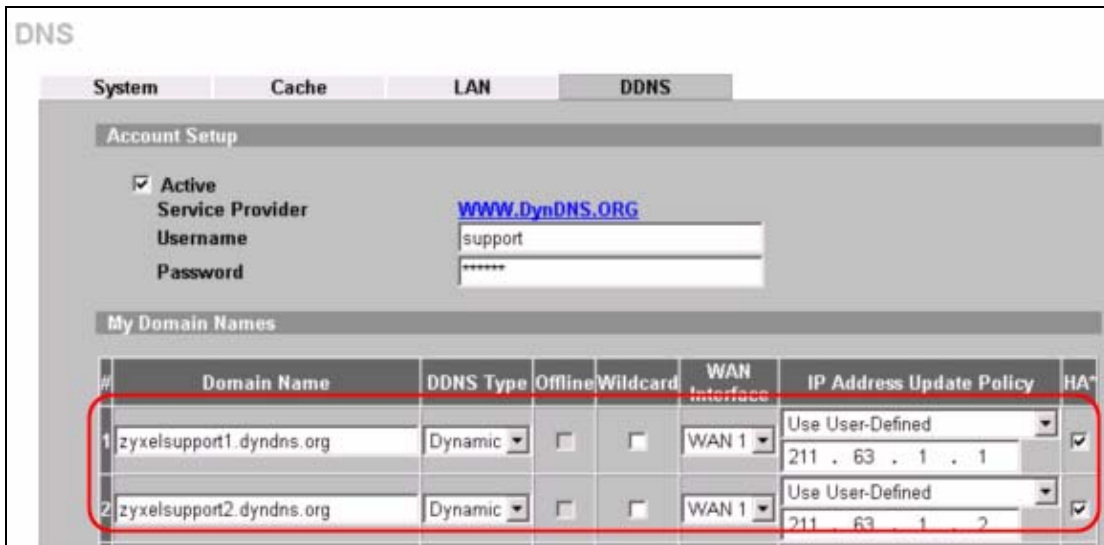 DNS
System Cache LAN DDNS
Account Setup
Active
Service Provider WWW.DynDNS.ORG
Username support
Password ******
My Domain Names
# Domain Name DDNS Type Offline Wildcard WAN Interface IP Address Update Policy HA*
1 zyxelsupport1.dyndns.org Dynamic WAN 1 Use User-Defined
211 . 63 . 1 . 1
2 zyxelsupport2.dyndns.org Dynamic WAN 1 Use User-Defined
211 . 63 . 1 . 2